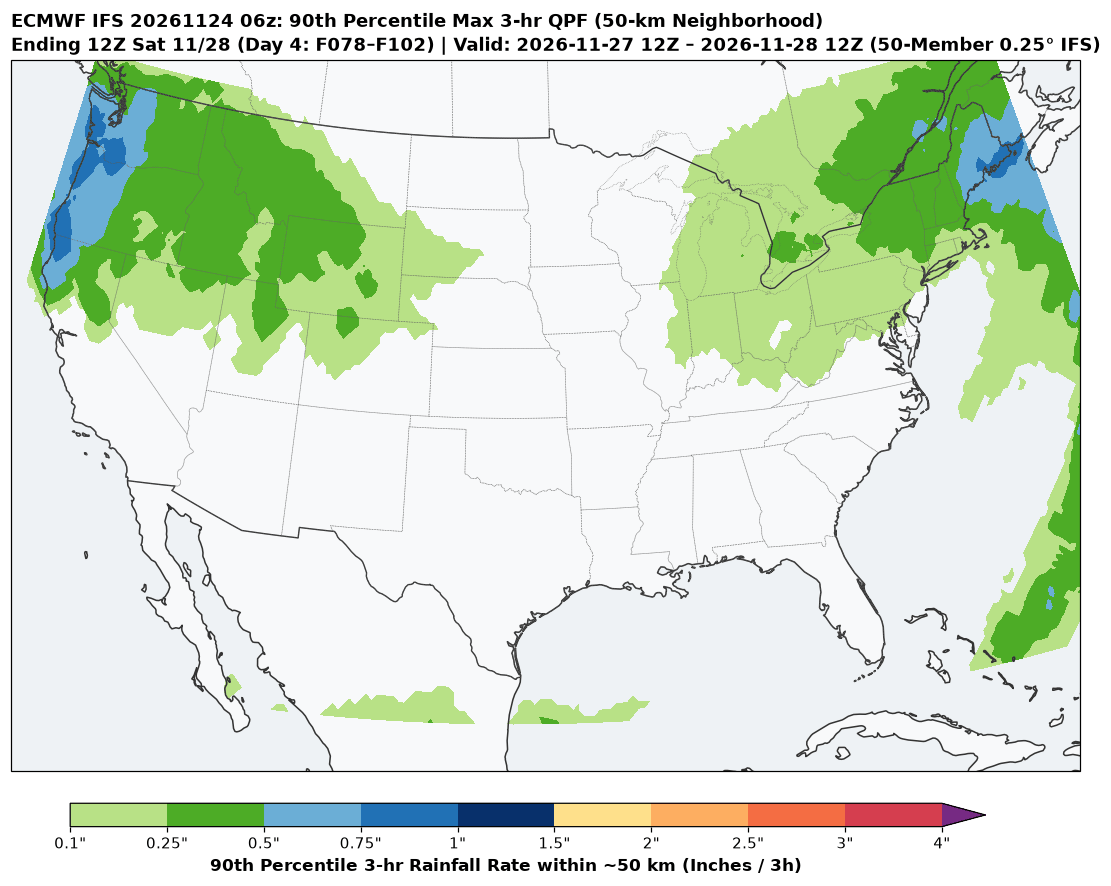 ECMWF IFS 20261124 06z: 90th Percentile Max 3-hr QPF (50-km Neighborhood)
Ending 12Z Sat 11/28 (Day 4: F078–F102) | Valid: 2026-11-27 12Z – 2026-11-28 12Z (50-Member 0.25° IFS)
0.1" 0.25" 0.5" 0.75" 1" 1.5" 2" 2.5" 3" 4"
90th Percentile 3-hr Rainfall Rate within ~50 km (Inches / 3h)